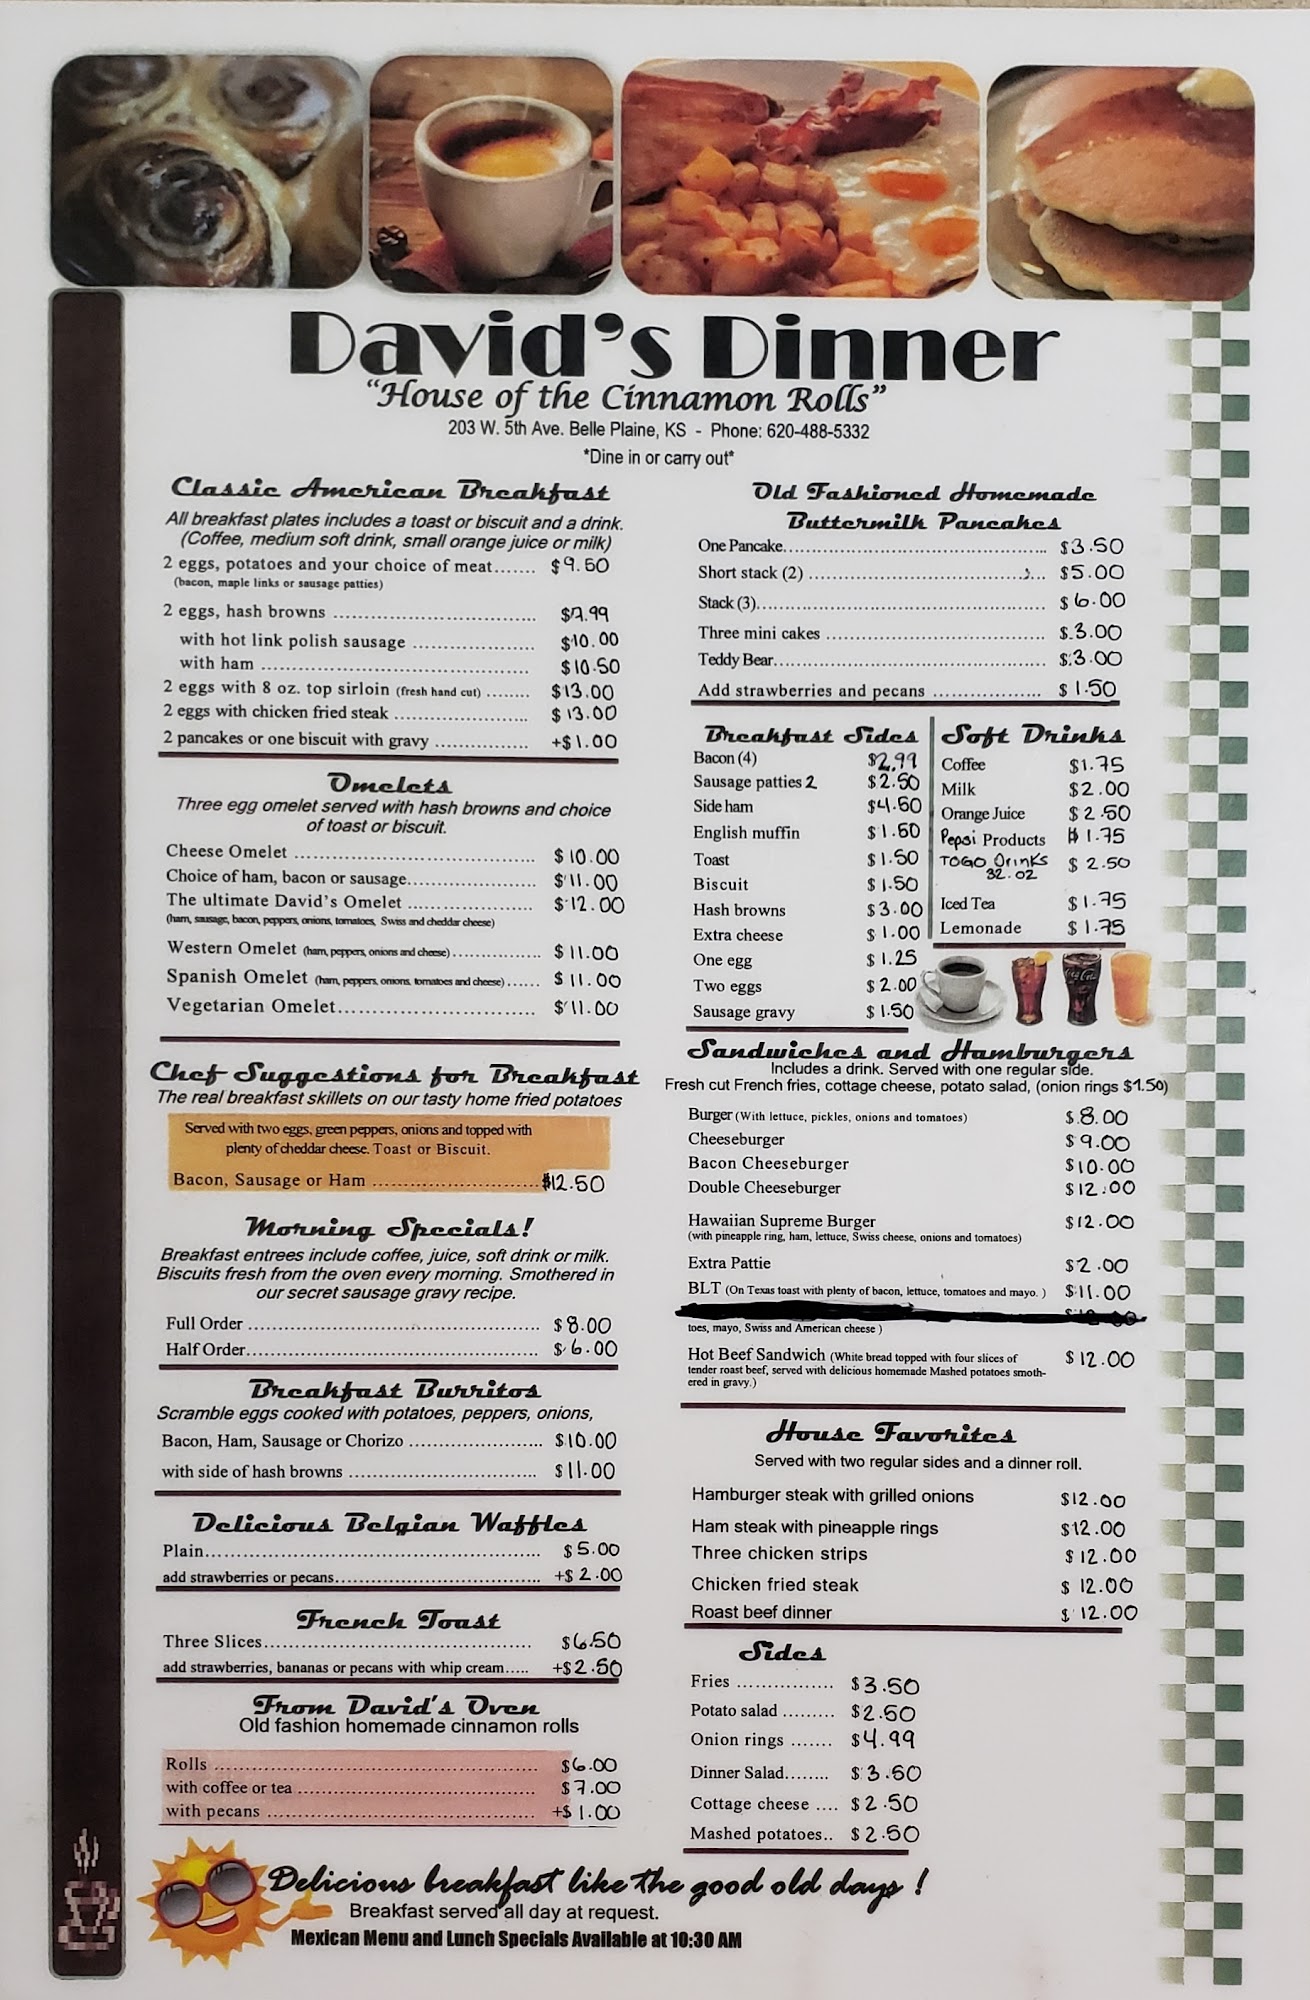 David's Dinner
"House of the Cinnamon Rolls"
203 W. 5th Ave. Belle Plaine, KS - Phone: 620-488-5332
*Dine in or carry out*
Classic American Breakfast
All breakfast plates includes a toast or biscuit and a drink.
(Coffee, medium soft drink, small orange juice or milk)
2 eggs, potatoes and your choice of meat....... $9.50
(bacon, maple links or sausage patties)
2 eggs, hash browns ................................ $7.99
with hot link polish sausage ................... $10.00
with ham .......................................... $10.50
2 eggs with 8 oz. top sirloin (fresh hand cut) ........ $13.00
2 eggs with chicken fried steak ...................... $13.00
2 pancakes or one biscuit with gravy ................ +$1.00
Omelets
Three egg omelet served with hash browns and choice
of toast or biscuit.
Cheese Omelet ...................................... $10.00
Choice of ham, bacon or sausage..................... $11.00
The ultimate David's Omelet ........................ $12.00
(ham, sausage, bacon, peppers, onions, tomatoes, Swiss and cheddar cheese)
Western Omelet (ham, peppers, onions and cheese)............... $11.00
Spanish Omelet (ham, peppers, onions, tomatoes and cheese)...... $11.00
Vegetarian Omelet............................... $11.00
Chef Suggestions for Breakfast
The real breakfast skillets on our tasty home fried potatoes
Served with two eggs, green peppers, onions and topped with
plenty of cheddar cheese. Toast or Biscuit.
Bacon, Sausage or Ham ........................... $12.50
Morning Specials!
Breakfast entrees include coffee, juice, soft drink or milk.
Biscuits fresh from the oven every morning. Smothered in
our secret sausage gravy recipe.
Full Order ............................................... $8.00
Half Order............................................... $6.00
Breakfast Burritos
Scramble eggs cooked with potatoes, peppers, onions,
Bacon, Ham, Sausage or Chorizo ...................... $10.00
with side of hash browns ............................... $11.00
Delicious Belgian Waffles
Plain..................................................... $5.00
add strawberries or pecans................................... +$2.00
French Toast
Three Slices............................................. $6.50
add strawberries, bananas or pecans with whip cream..... +$2.50
From David's Oven
Old fashion homemade cinnamon rolls
Rolls ..................................................... $6.00
with coffee or tea ....................................... $7.00
with pecans ............................................ +$1.00
Old Fashioned Homemade
Buttermilk Pancakes
One Pancake............................................. $3.50
Short stack (2) ........................................ $5.00
Stack (3)................................................ $6.00
Three mini cakes ..................................... $3.00
Teddy Bear.............................................. $3.00
Add strawberries and pecans .................. $1.50
Breakfast Sides
Bacon (4) $2.99
Sausage patties 2 $2.50
Side ham $4.50
English muffin $1.50
Toast $1.50
Biscuit $1.50
Hash browns $3.00
Extra cheese $1.00
One egg $1.25
Two eggs $2.00
Sausage gravy $1.50
Soft Drinks
Coffee $1.75
Milk $2.00
Orange Juice $2.50
Pepsi Products $1.75
TOGO Drinks $2.50
32.oz
Iced Tea $1.75
Lemonade $1.75
Sandwiches and Hamburgers
Includes a drink. Served with one regular side.
Fresh cut French fries, cottage cheese, potato salad, (onion rings $1.50)
Burger (With lettuce, pickles, onions and tomatoes) $8.00
Cheeseburger $9.00
Bacon Cheeseburger $10.00
Double Cheeseburger $12.00
Hawaiian Supreme Burger $12.00
(with pineapple ring, ham, lettuce, Swiss cheese, onions and tomatoes)
Extra Pattie $2.00
BLT (On Texas toast with plenty of bacon, lettuce, tomatoes and mayo. ) $11.00
toes, mayo, Swiss and American cheese )
Hot Beef Sandwich (White bread topped with four slices of $12.00
tender roast beef, served with delicious homemade Mashed potatoes smoth-
ered in gravy.)
House Favorites
Served with two regular sides and a dinner roll.
Hamburger steak with grilled onions $12.00
Ham steak with pineapple rings $12.00
Three chicken strips $12.00
Chicken fried steak $12.00
Roast beef dinner $12.00
Sides
Fries ................ $3.50
Potato salad ......... $2.50
Onion rings ....... $4.99
Dinner Salad........ $3.50
Cottage cheese .... $2.50
Mashed potatoes.. $2.50
Delicious breakfast like the good old days !
Breakfast served all day at request.
Mexican Menu and Lunch Specials Available at 10:30 AM